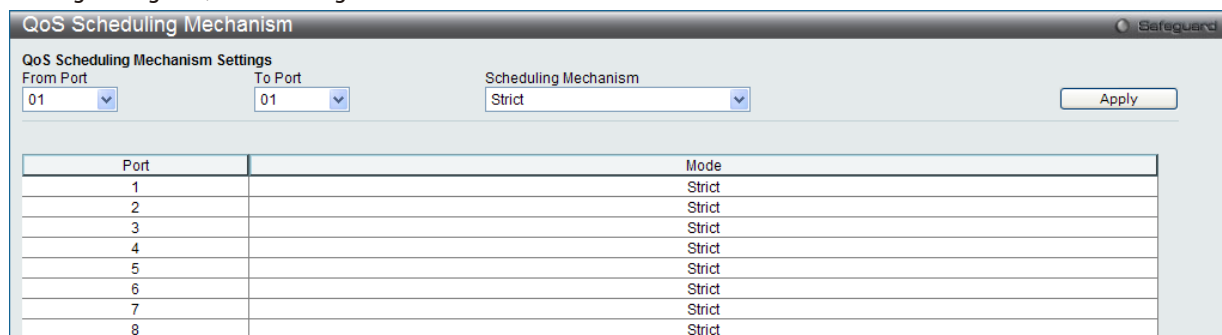 QoS Scheduling Mechanism
Safeguard
QoS Scheduling Mechanism Settings
From Port To Port Scheduling Mechanism
01 01 Strict Apply
Port Mode
1 Strict
2 Strict
3 Strict
4 Strict
5 Strict
6 Strict
7 Strict
8 Strict